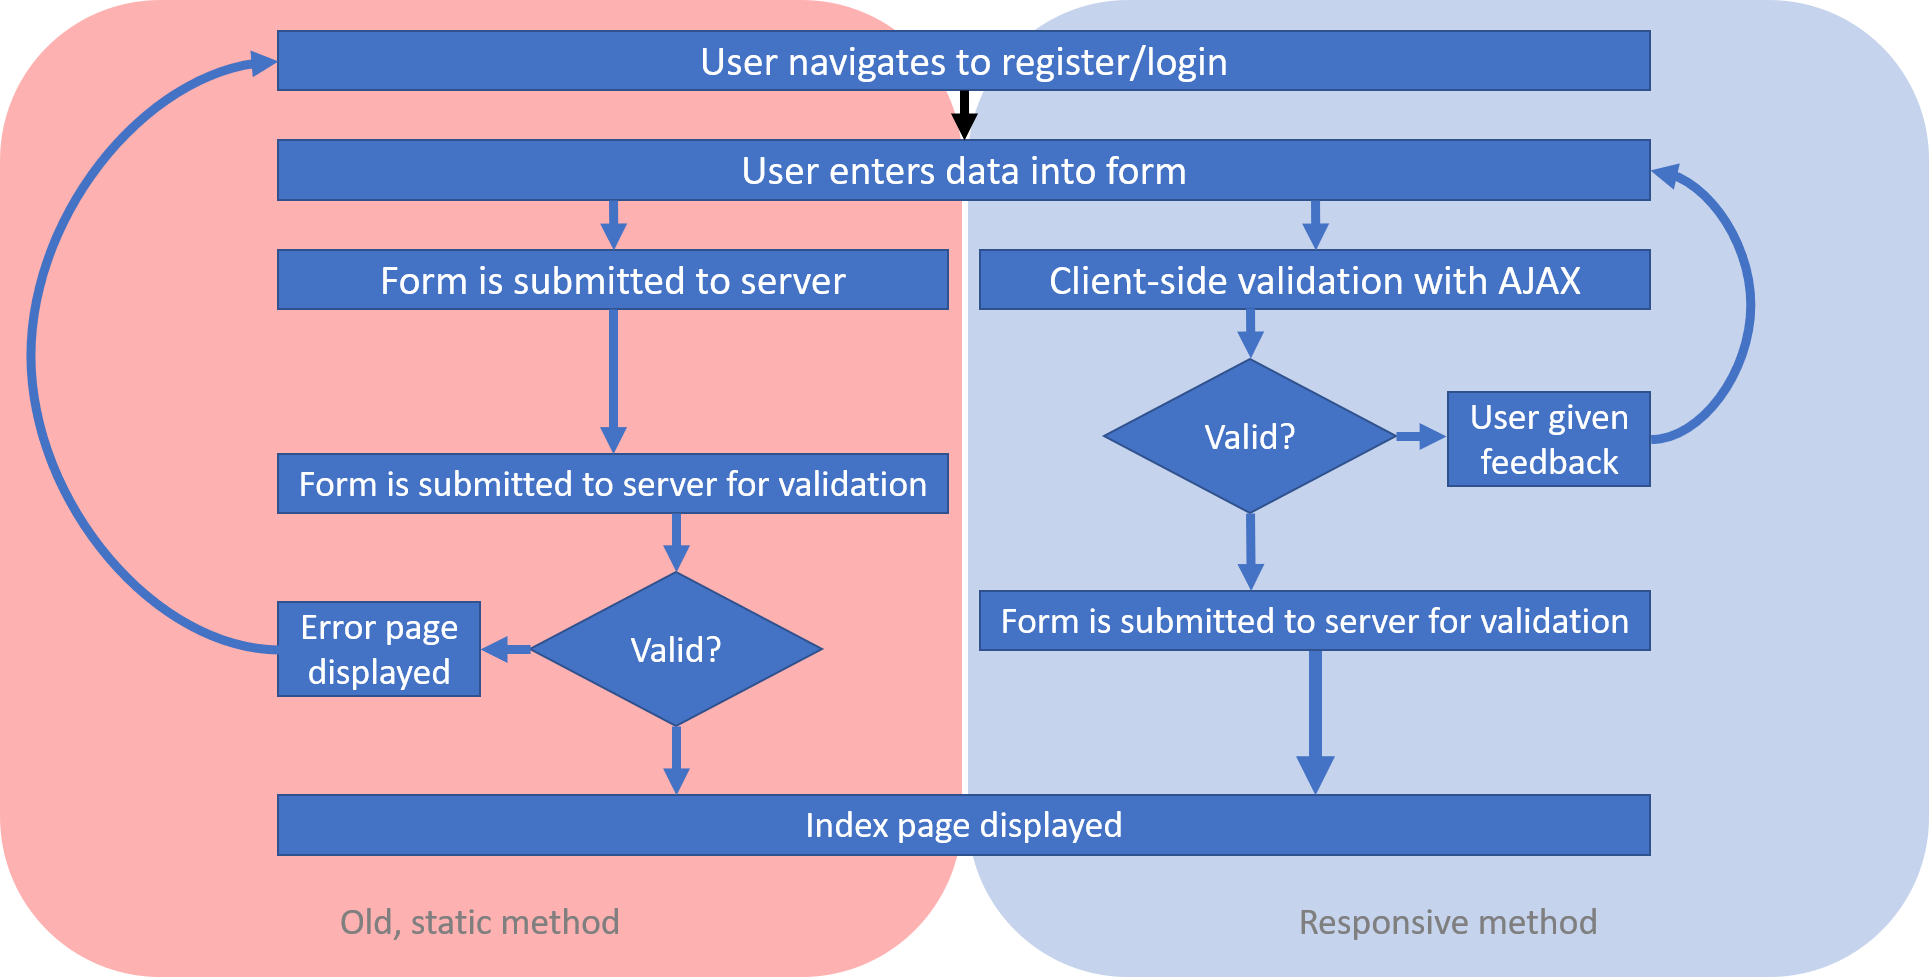 User navigates to register/login
User enters data into form
Form is submitted to server
Client-side validation with AJAX
Valid?
User given
feedback
Form is submitted to server for validation
Form is submitted to server for validation
Error page
displayed
Valid?
Index page displayed
Old, static method
Responsive method